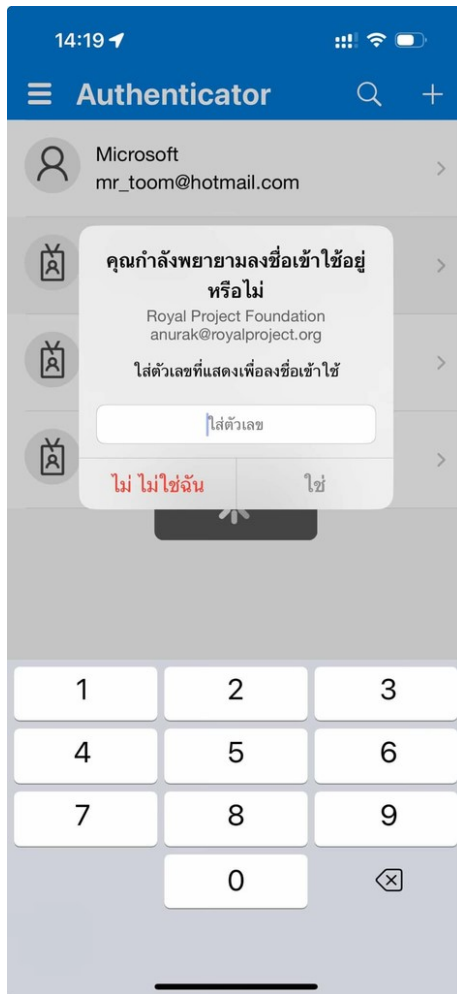 14:19
Authenticator
Microsoft
mr_toom@hotmail.com
คุณกำลังพยายามลงชื่อเข้าใช้อยู่
หรือไม่
Royal Project Foundation
anurak@royalproject.org
ใส่ตัวเลขที่แสดงเพื่อลงชื่อเข้าใช้
ใส่ตัวเลข
ไม่ ไม่ใช่ฉัน ใช่
1 2 3
4 5 6
7 8 9
0